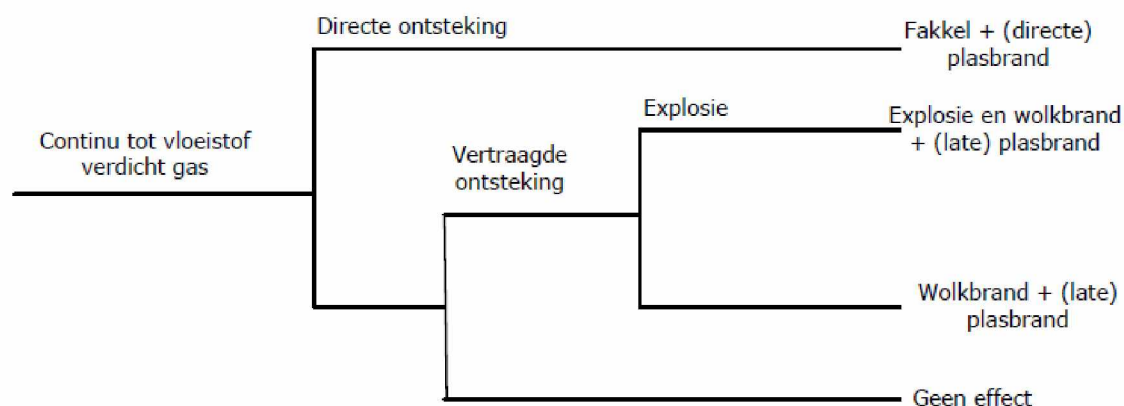 Directe ontsteking
Fakkel + (directe)
plasbrand
Explosie
Explosie en wolkbrand
+ (late) plasbrand
Continu tot vloeistof
verdicht gas
Vertraagde
ontsteking
Wolkbrand + (late)
plasbrand
Geen effect